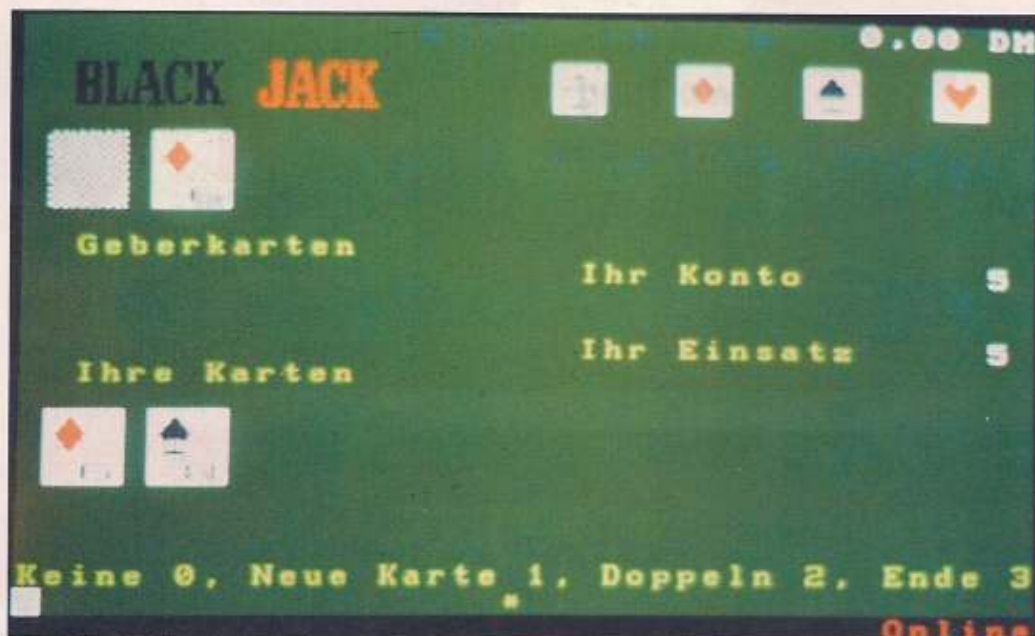 0,00 DM
BLACK JACK
Geberkarten
Ihr Konto 5
Ihr Einsatz 5
Ihre Karten
Keine 0, Neue Karte 1, Doppeln 2, Ende 3
Online